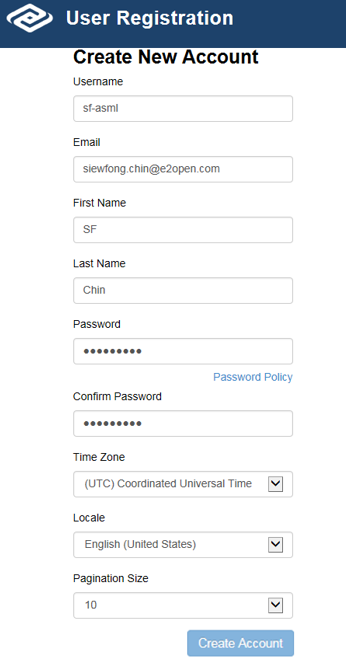 User Registration
Create New Account
Username
sf-asml
Email
siewfong.chin@e2open.com
First Name
SF
Last Name
Chin
Password
●●●●●●●●●
Password Policy
Confirm Password
●●●●●●●●●
Time Zone
(UTC) Coordinated Universal Time
Locale
English (United States)
Pagination Size
10
Create Account